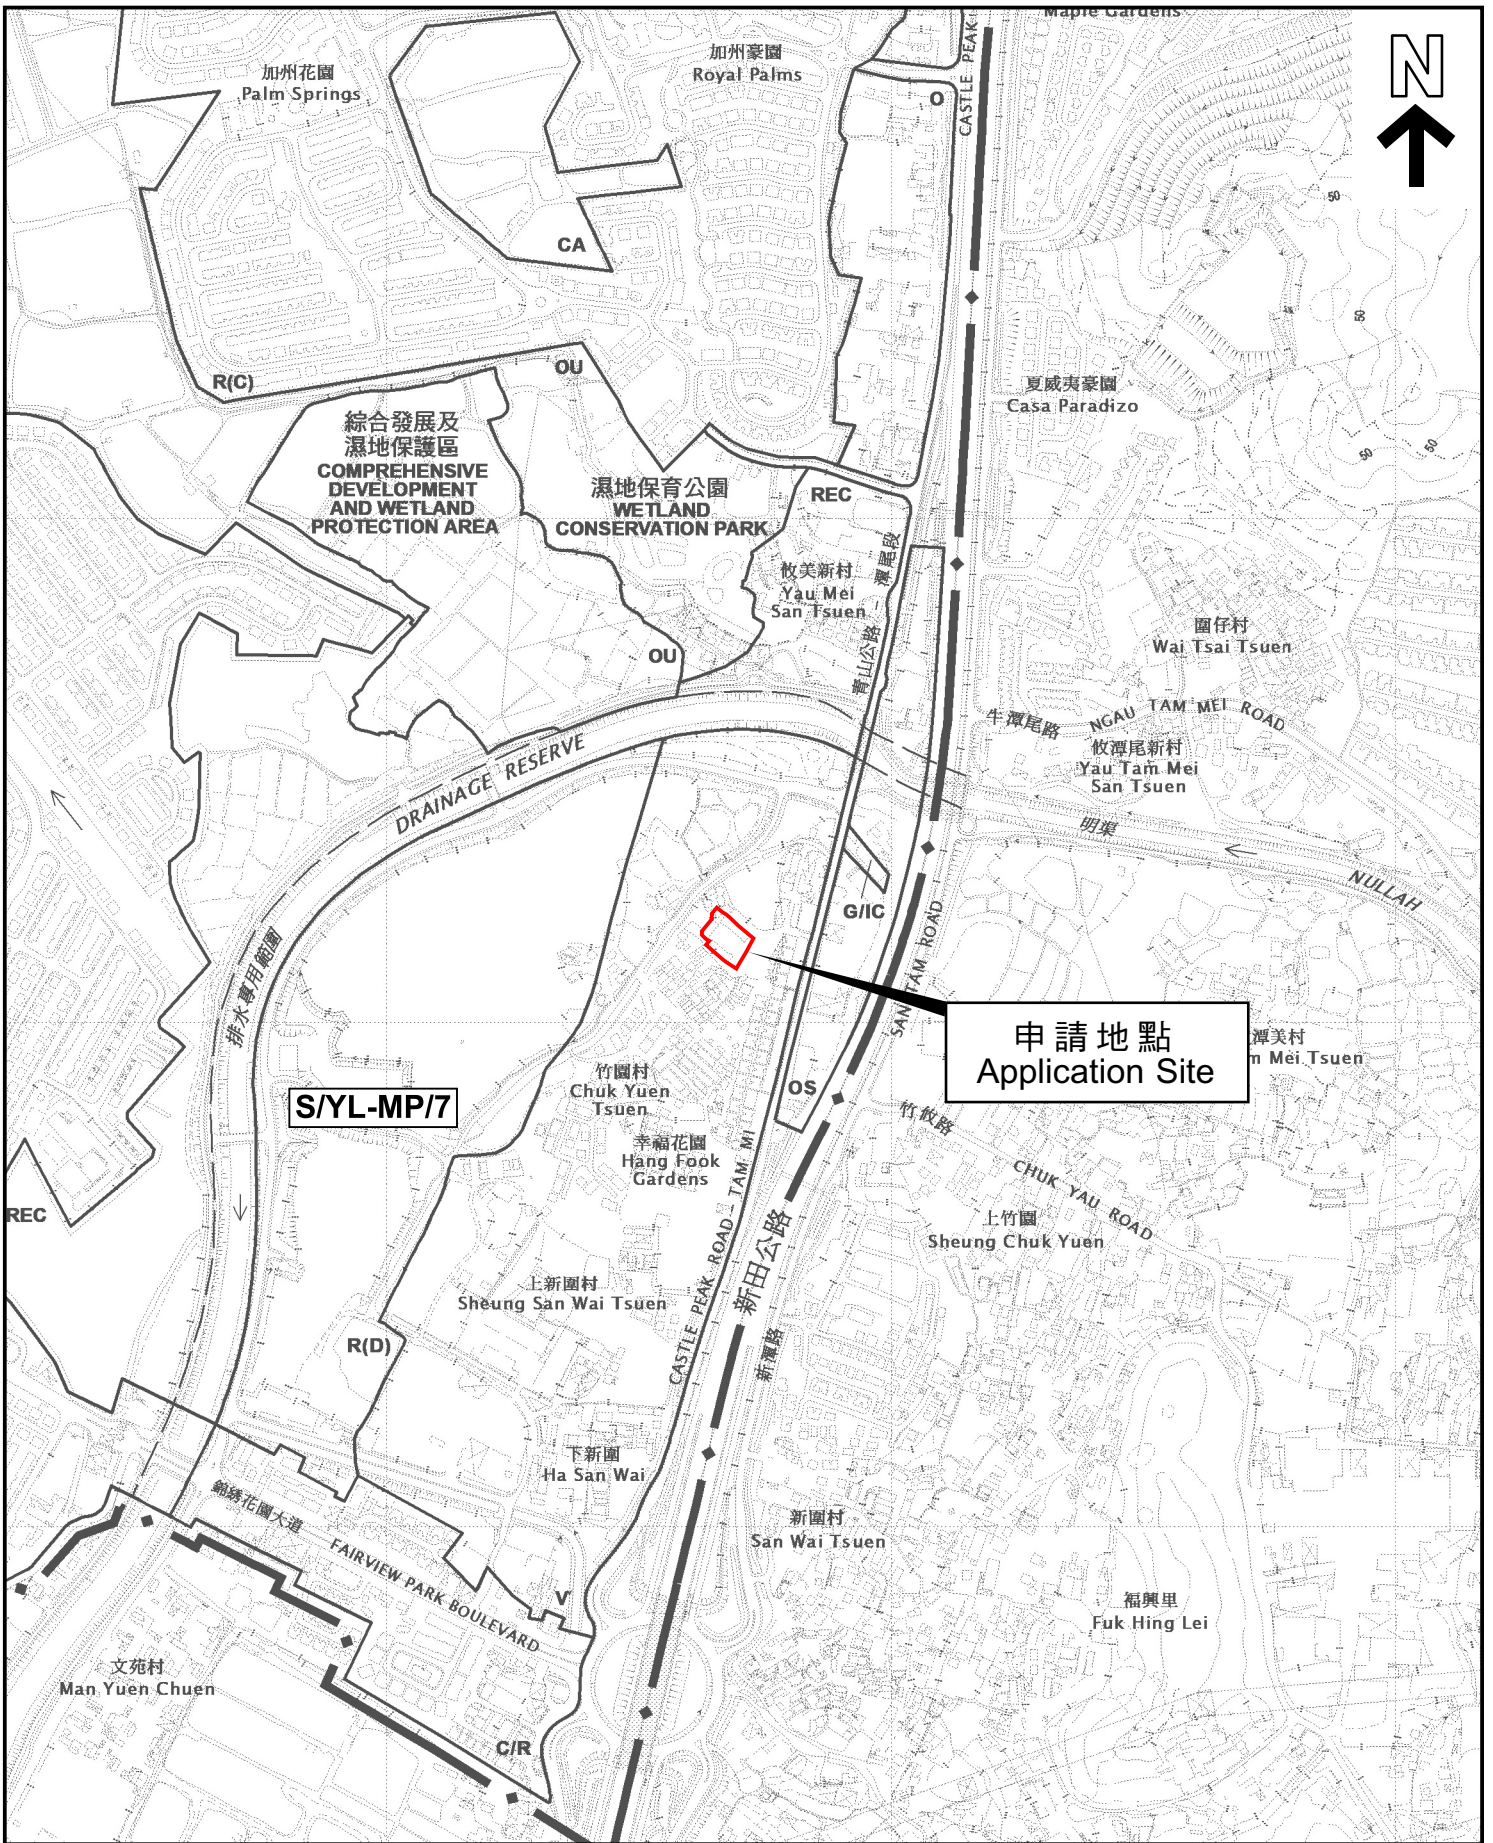 Maple Gardens
N
加州花園
Palm Springs
加州豪園
Royal Palms
CASTLE PEAK
O
50
CA
50
50
50
夏威夷豪園
Casa Paradizo
R(C)
OU
綜合發展及
濕地保護區
COMPREHENSIVE
DEVELOPMENT
AND WETLAND
PROTECTION AREA
濕地保育公園
WETLAND
CONSERVATION PARK
REC
攸美新村
Yau Mei
San Tsuen
青山公路 - 潭尾段
圍仔村
Wai Tsai Tsuen
OU
牛潭尾路
NGAU TAM MEI ROAD
攸潭尾新村
Yau Tam Mei
San Tsuen
DRAINAGE RESERVE
明渠
NULLAH
G/IC
排水專用範圍
SAN TAM ROAD
申請地點
Application Site
潭美村
m Mei Tsuen
竹園村
Chuk Yuen
Tsuen
OS
S/YL-MP/7
竹攸路
CHUK YAU ROAD
幸福花園
Hang Fook
Gardens
CASTLE PEAK ROAD - TAM MI
REC
上竹園
Sheung Chuk Yuen
新田公路
上新圍村
Sheung San Wai Tsuen
R(D)
新潭路
下新圍
Ha San Wai
錦綉花園大道
FAIRVIEW PARK BOULEVARD
新圍村
San Wai Tsuen
V
福興里
Fuk Hing Lei
文苑村
Man Yuen Chuen
C/R